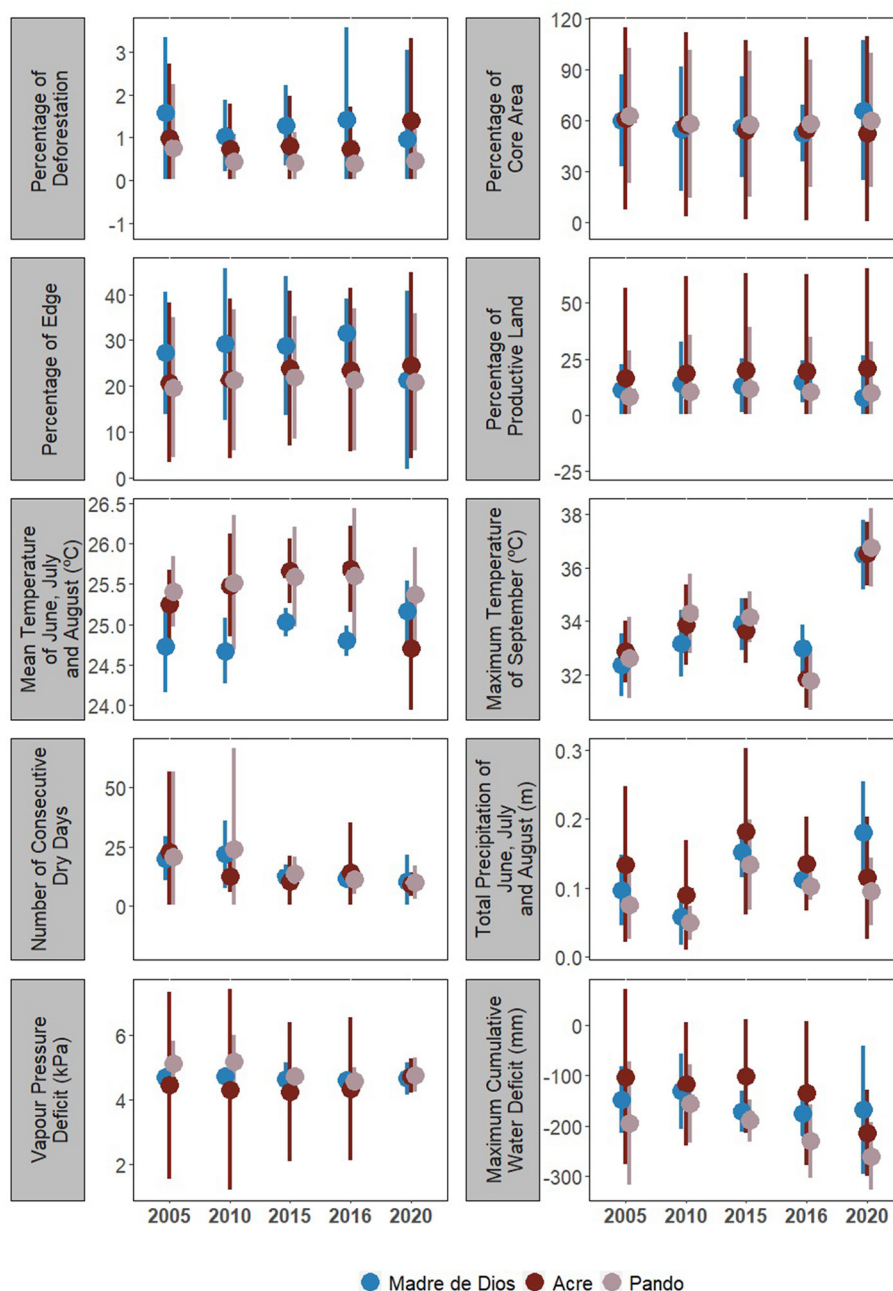 Percentage of
Deforestation
3
2
1
0
-1
Percentage of
Core Area
120
90
60
30
0
Percentage of Edge
40
30
20
10
0
Percentage of
Productive Land
50
25
0
-25
Mean Temperature
of June, July
and August (ºC)
26.5
26.0
25.5
25.0
24.5
24.0
Maximum Temperature
of September (ºC)
38
36
34
32
Number of Consecutive
Dry Days
50
25
0
Total Precipitation of
June, July
and August (m)
0.3
0.2
0.1
0.0
Vapour Pressure
Deficit (kPa)
6
4
2
Maximum Cumulative
Water Deficit (mm)
0
-100
-200
-300
2005 2010 2015 2016 2020
2005 2010 2015 2016 2020
Madre de Dios Acre Pando